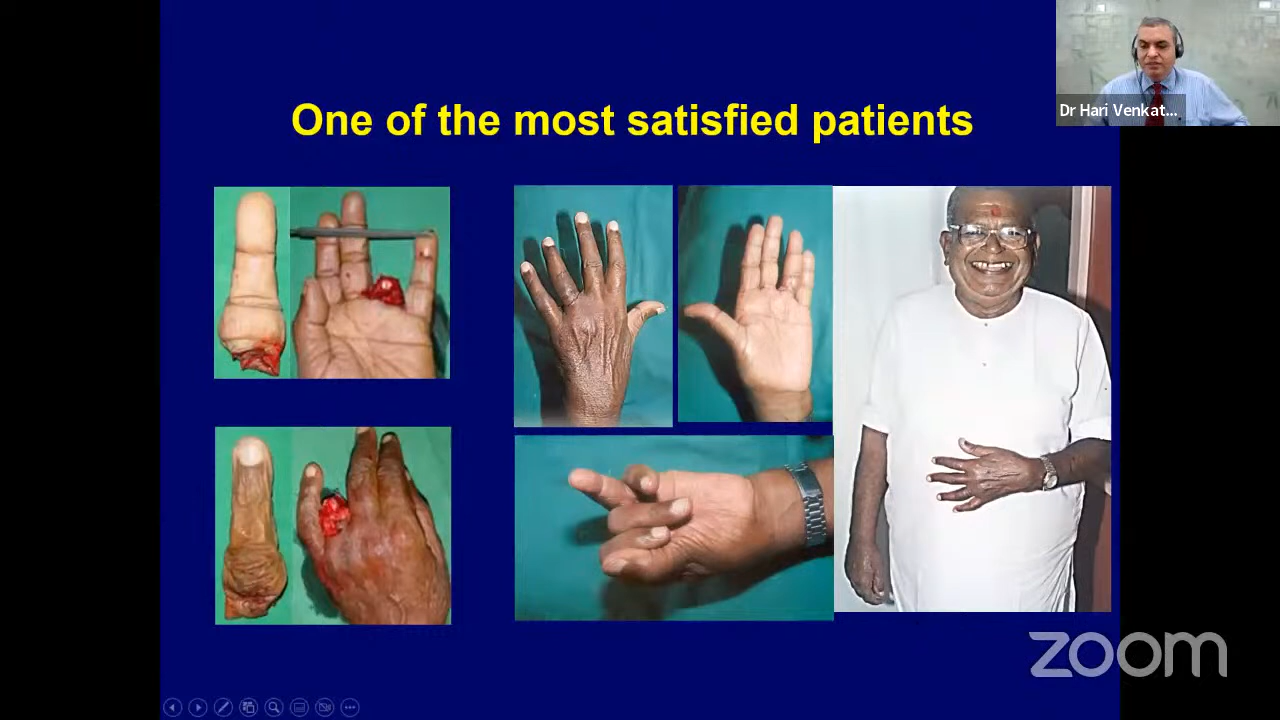 One of the most satisfied patients
Dr Hari Venkat...
zoom